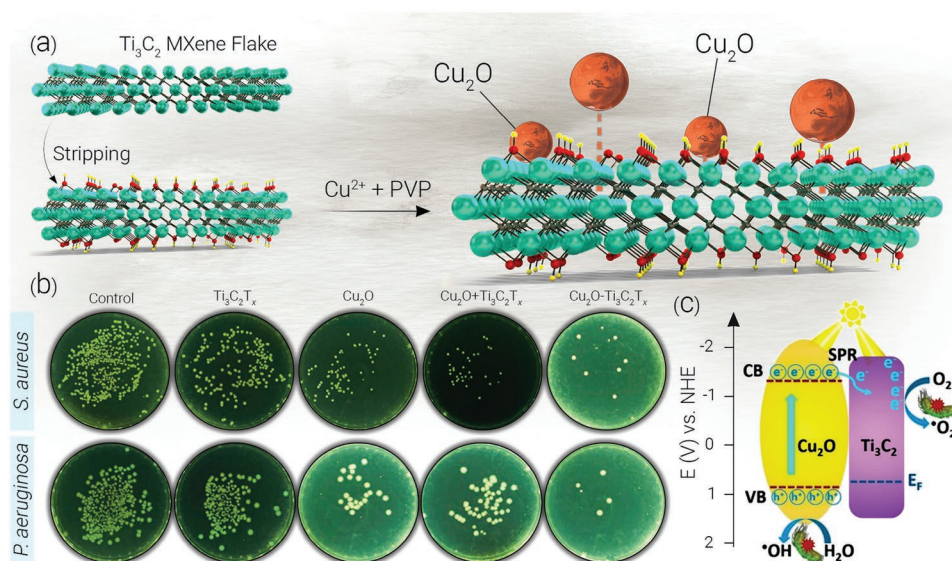 (a)
Ti₃C₂ MXene Flake
Stripping
Cu²⁺ + PVP
Cu₂O
Cu₂O
(b)
Control
Ti₃C₂Tₓ
Cu₂O
Cu₂O+Ti₃C₂Tₓ
Cu₂O-Ti₃C₂Tₓ
S. aureus
P. aeruginosa
(c)
E (V) vs. NHE
-2
-1
0
1
2
SPR
CB
e⁻ e⁻ e⁻ e⁻
e⁻
e⁻
e⁻
e⁻
O₂
•O₂
Cu₂O
Ti₃C₂
E_F
VB
h⁺ h⁺ h⁺ h⁺
•OH
H₂O